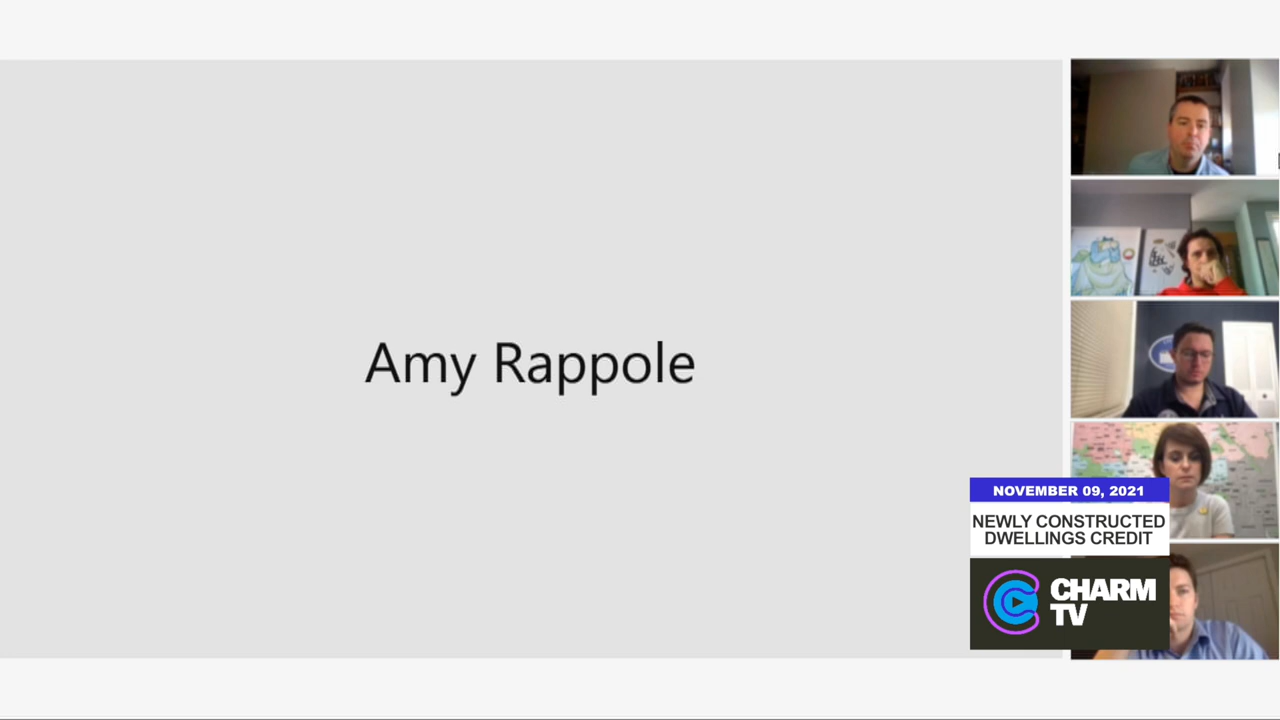 Amy Rappole
NOVEMBER 09, 2021
NEWLY CONSTRUCTED
DWELLINGS CREDIT
CHARM
TV